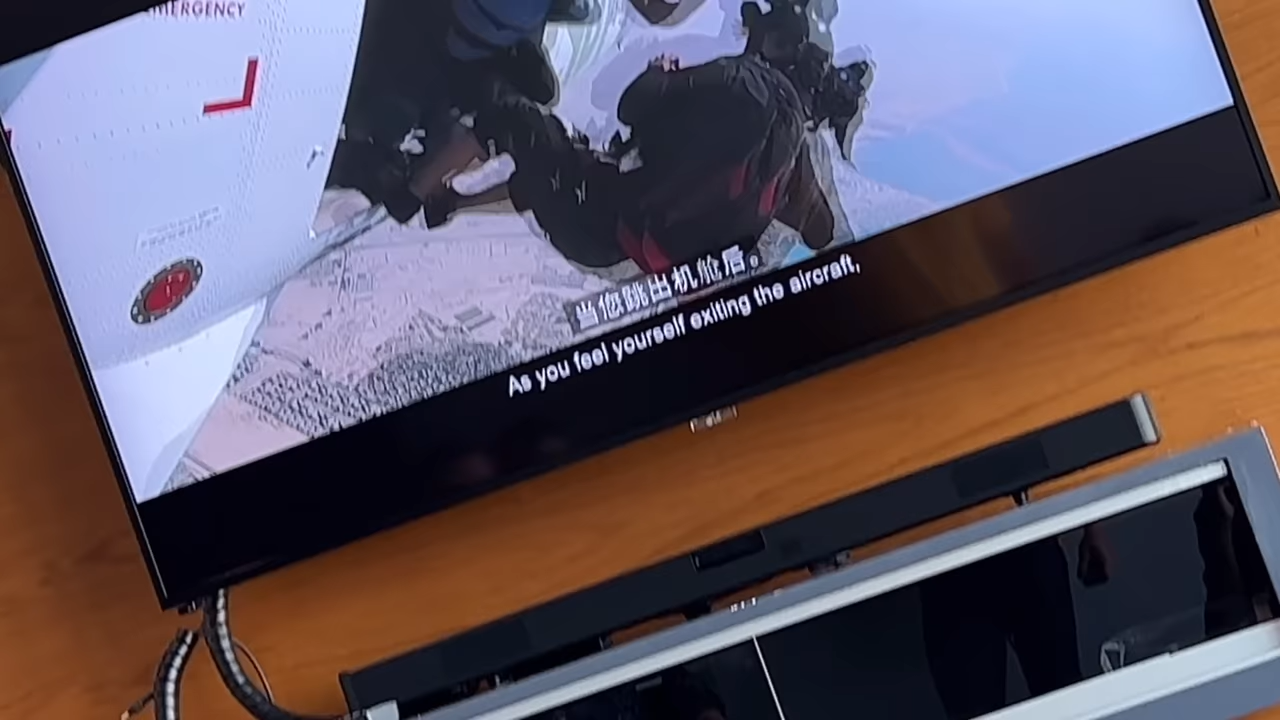 EMERGENCY
当您跳出机舱后。
As you feel yourself exiting the aircraft,